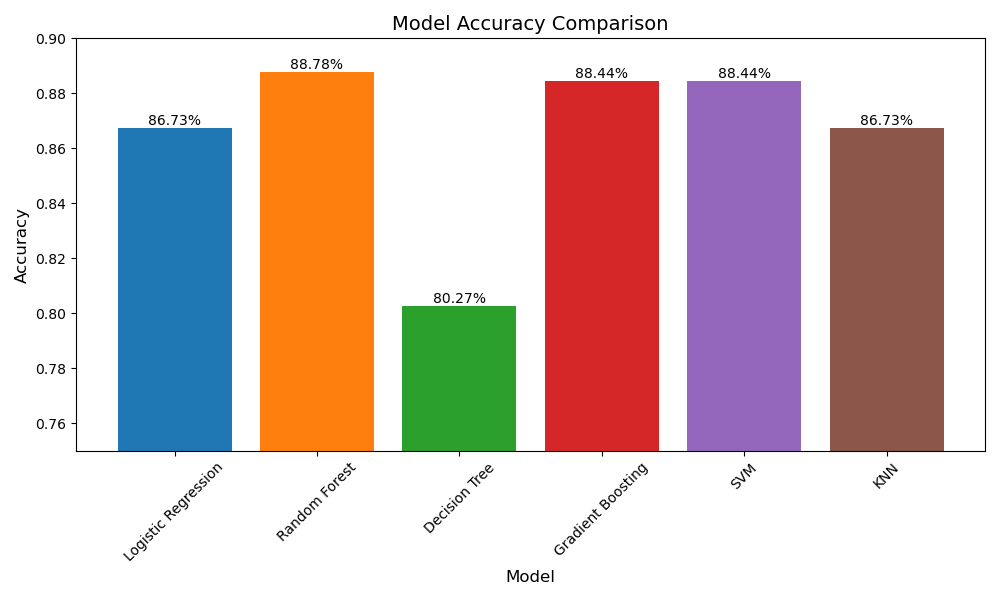 Model Accuracy Comparison
Accuracy
0.90
0.88
0.86
0.84
0.82
0.80
0.78
0.76
86.73%
88.78%
80.27%
88.44%
88.44%
86.73%
Logistic Regression
Random Forest
Decision Tree
Gradient Boosting
SVM
KNN
Model